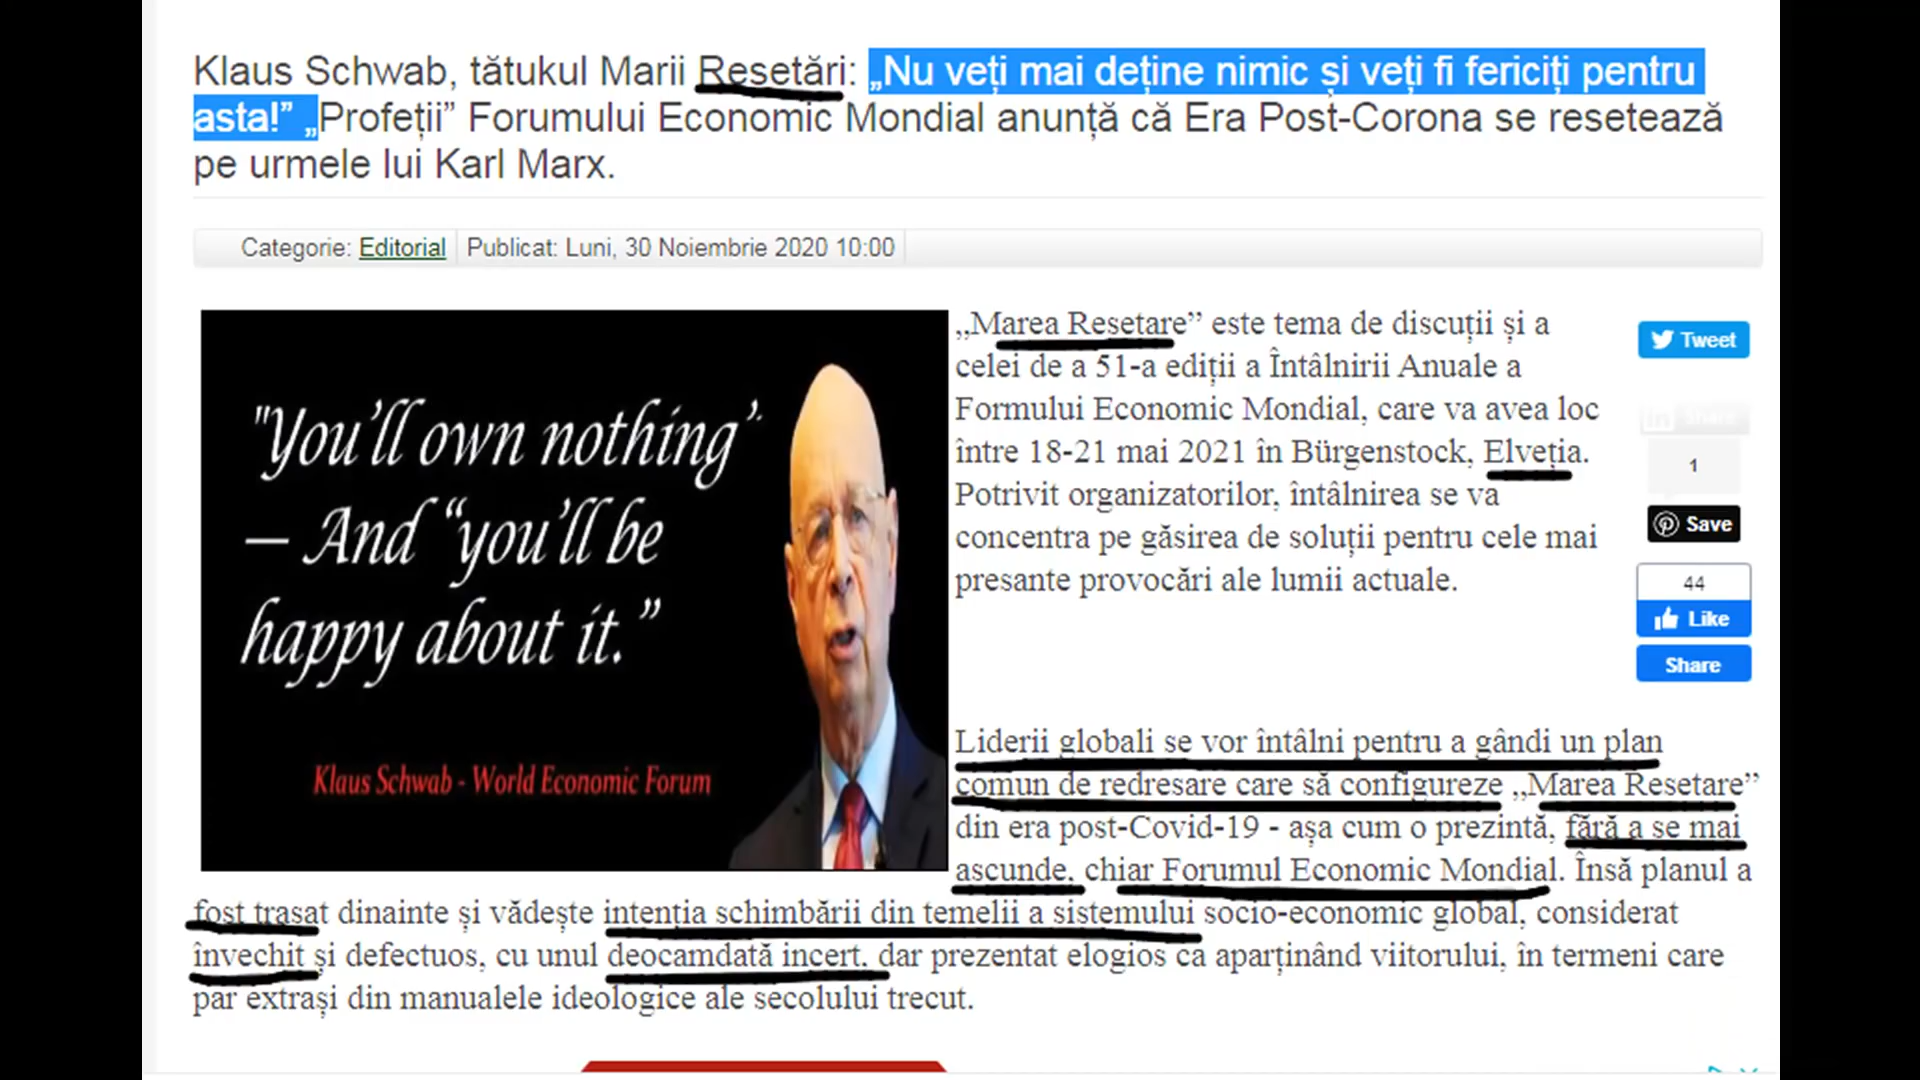 Klaus Schwab, tătukul Marii Resetări: „Nu veți mai deține nimic și veți fi fericiți pentru
asta!” „Profeții” Forumului Economic Mondial anunță că Era Post-Corona se resetează
pe urmele lui Karl Marx.
Categorie: Editorial Publicat: Luni, 30 Noiembrie 2020 10:00
"You’ll own nothing”
– And “you’ll be
happy about it.”
Klaus Schwab - World Economic Forum
„Marea Resetare” este tema de discuții și a
celei de a 51-a ediții a Întâlnirii Anuale a
Formului Economic Mondial, care va avea loc
între 18-21 mai 2021 în Bürgenstock, Elveția.
Potrivit organizatorilor, întâlnirea se va
concentra pe găsirea de soluții pentru cele mai
presante provocări ale lumii actuale.
Tweet
in Share
1
Save
44
Like
Share
Liderii globali se vor întâlni pentru a gândi un plan
comun de redresare care să configureze „Marea Resetare”
din era post-Covid-19 - așa cum o prezintă, fără a se mai
ascunde, chiar Forumul Economic Mondial. Însă planul a
fost trasat dinainte și vădește intenția schimbării din temelii a sistemului socio-economic global, considerat
învechit și defectuos, cu unul deocamdată incert, dar prezentat elogios ca aparținând viitorului, în termeni care
par extrași din manualele ideologice ale secolului trecut.